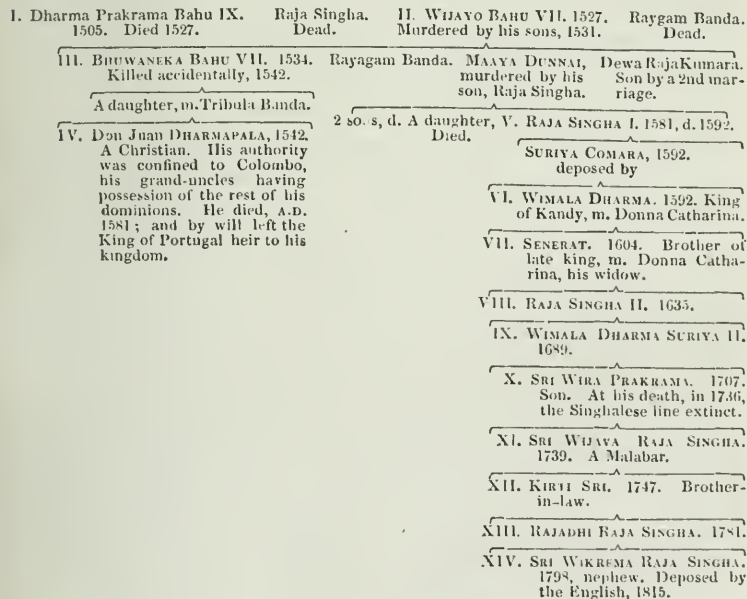 I. Dharma Prakrama Bahu IX. Raja Singha. II. WIJAYO BAHU VII. 1527. Raygam Banda.
1505. Died 1527. Dead. Murdered by his sons, 1531. Dead.
III. BHUWANEKA BAHU VII. 1534. Rayagam Banda. MAAYA DUNNAI, Dewa RajaKumara.
Killed accidentally, 1542. murdered by his Son by a 2nd mar-
son, Raja Singha. riage.
A daughter, m. Tribula Banda.
2 so.s, d. A daughter, V. RAJA SINGHA I. 1581, d. 1592.
Died.
IV. Don Juan DHARMAPALA, 1542.
A Christian. His authority
was confined to Colombo,
his grand-uncles having
possession of the rest of his
dominions. He died, A.D.
1581; and by will left the
King of Portugal heir to his
kingdom.
SURIYA COMARA, 1592.
deposed by
VI. WIMALA DHARMA. 1592. King
of Kandy, m. Donna Catharina.
VII. SENERAT. 1604. Brother of
late king, m. Donna Catha-
rina, his widow.
VIII. RAJA SINGHA II. 1635.
IX. WIMALA DHARMA SURIYA II.
1689.
X. SRI WIRA PRAKRAMA. 1707.
Son. At his death, in 1736,
the Singhalese line extinct.
XI. SRI WIJAYA RAJA SINGHA.
1739. A Malabar.
XII. KIRTI SRI. 1747. Brother-
in-law.
XIII. RAJADHI RAJA SINGHA. 1781.
XIV. SRI WIKREMA RAJA SINGHA.
1798, nephew. Deposed by
the English, 1815.